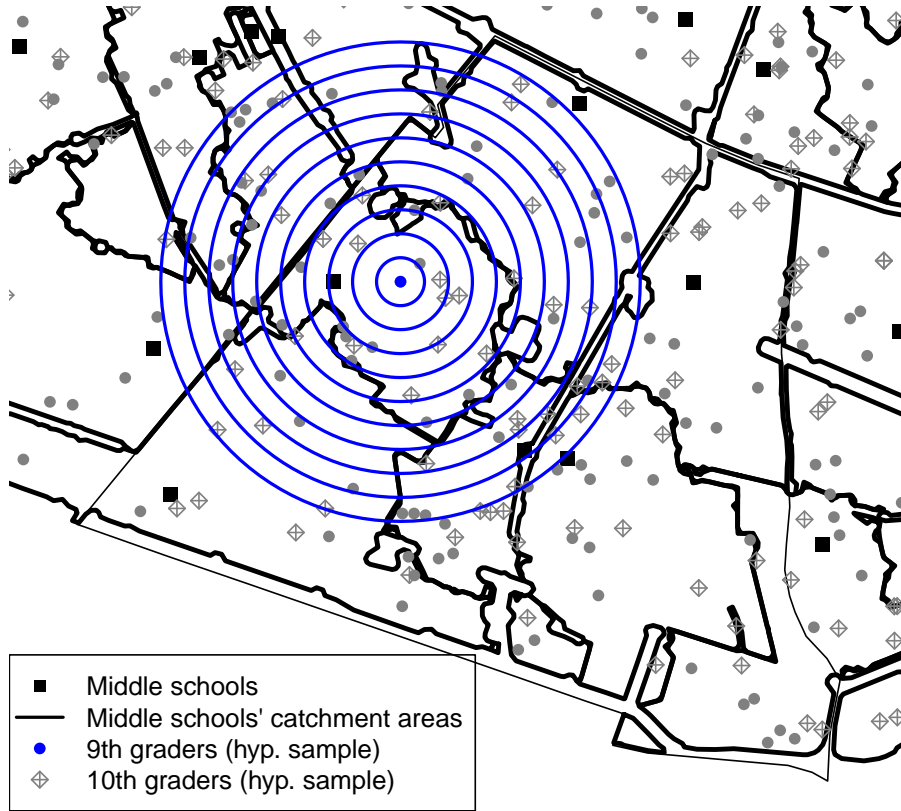 Middle schools
Middle schools' catchment areas
9th graders (hyp. sample)
10th graders (hyp. sample)